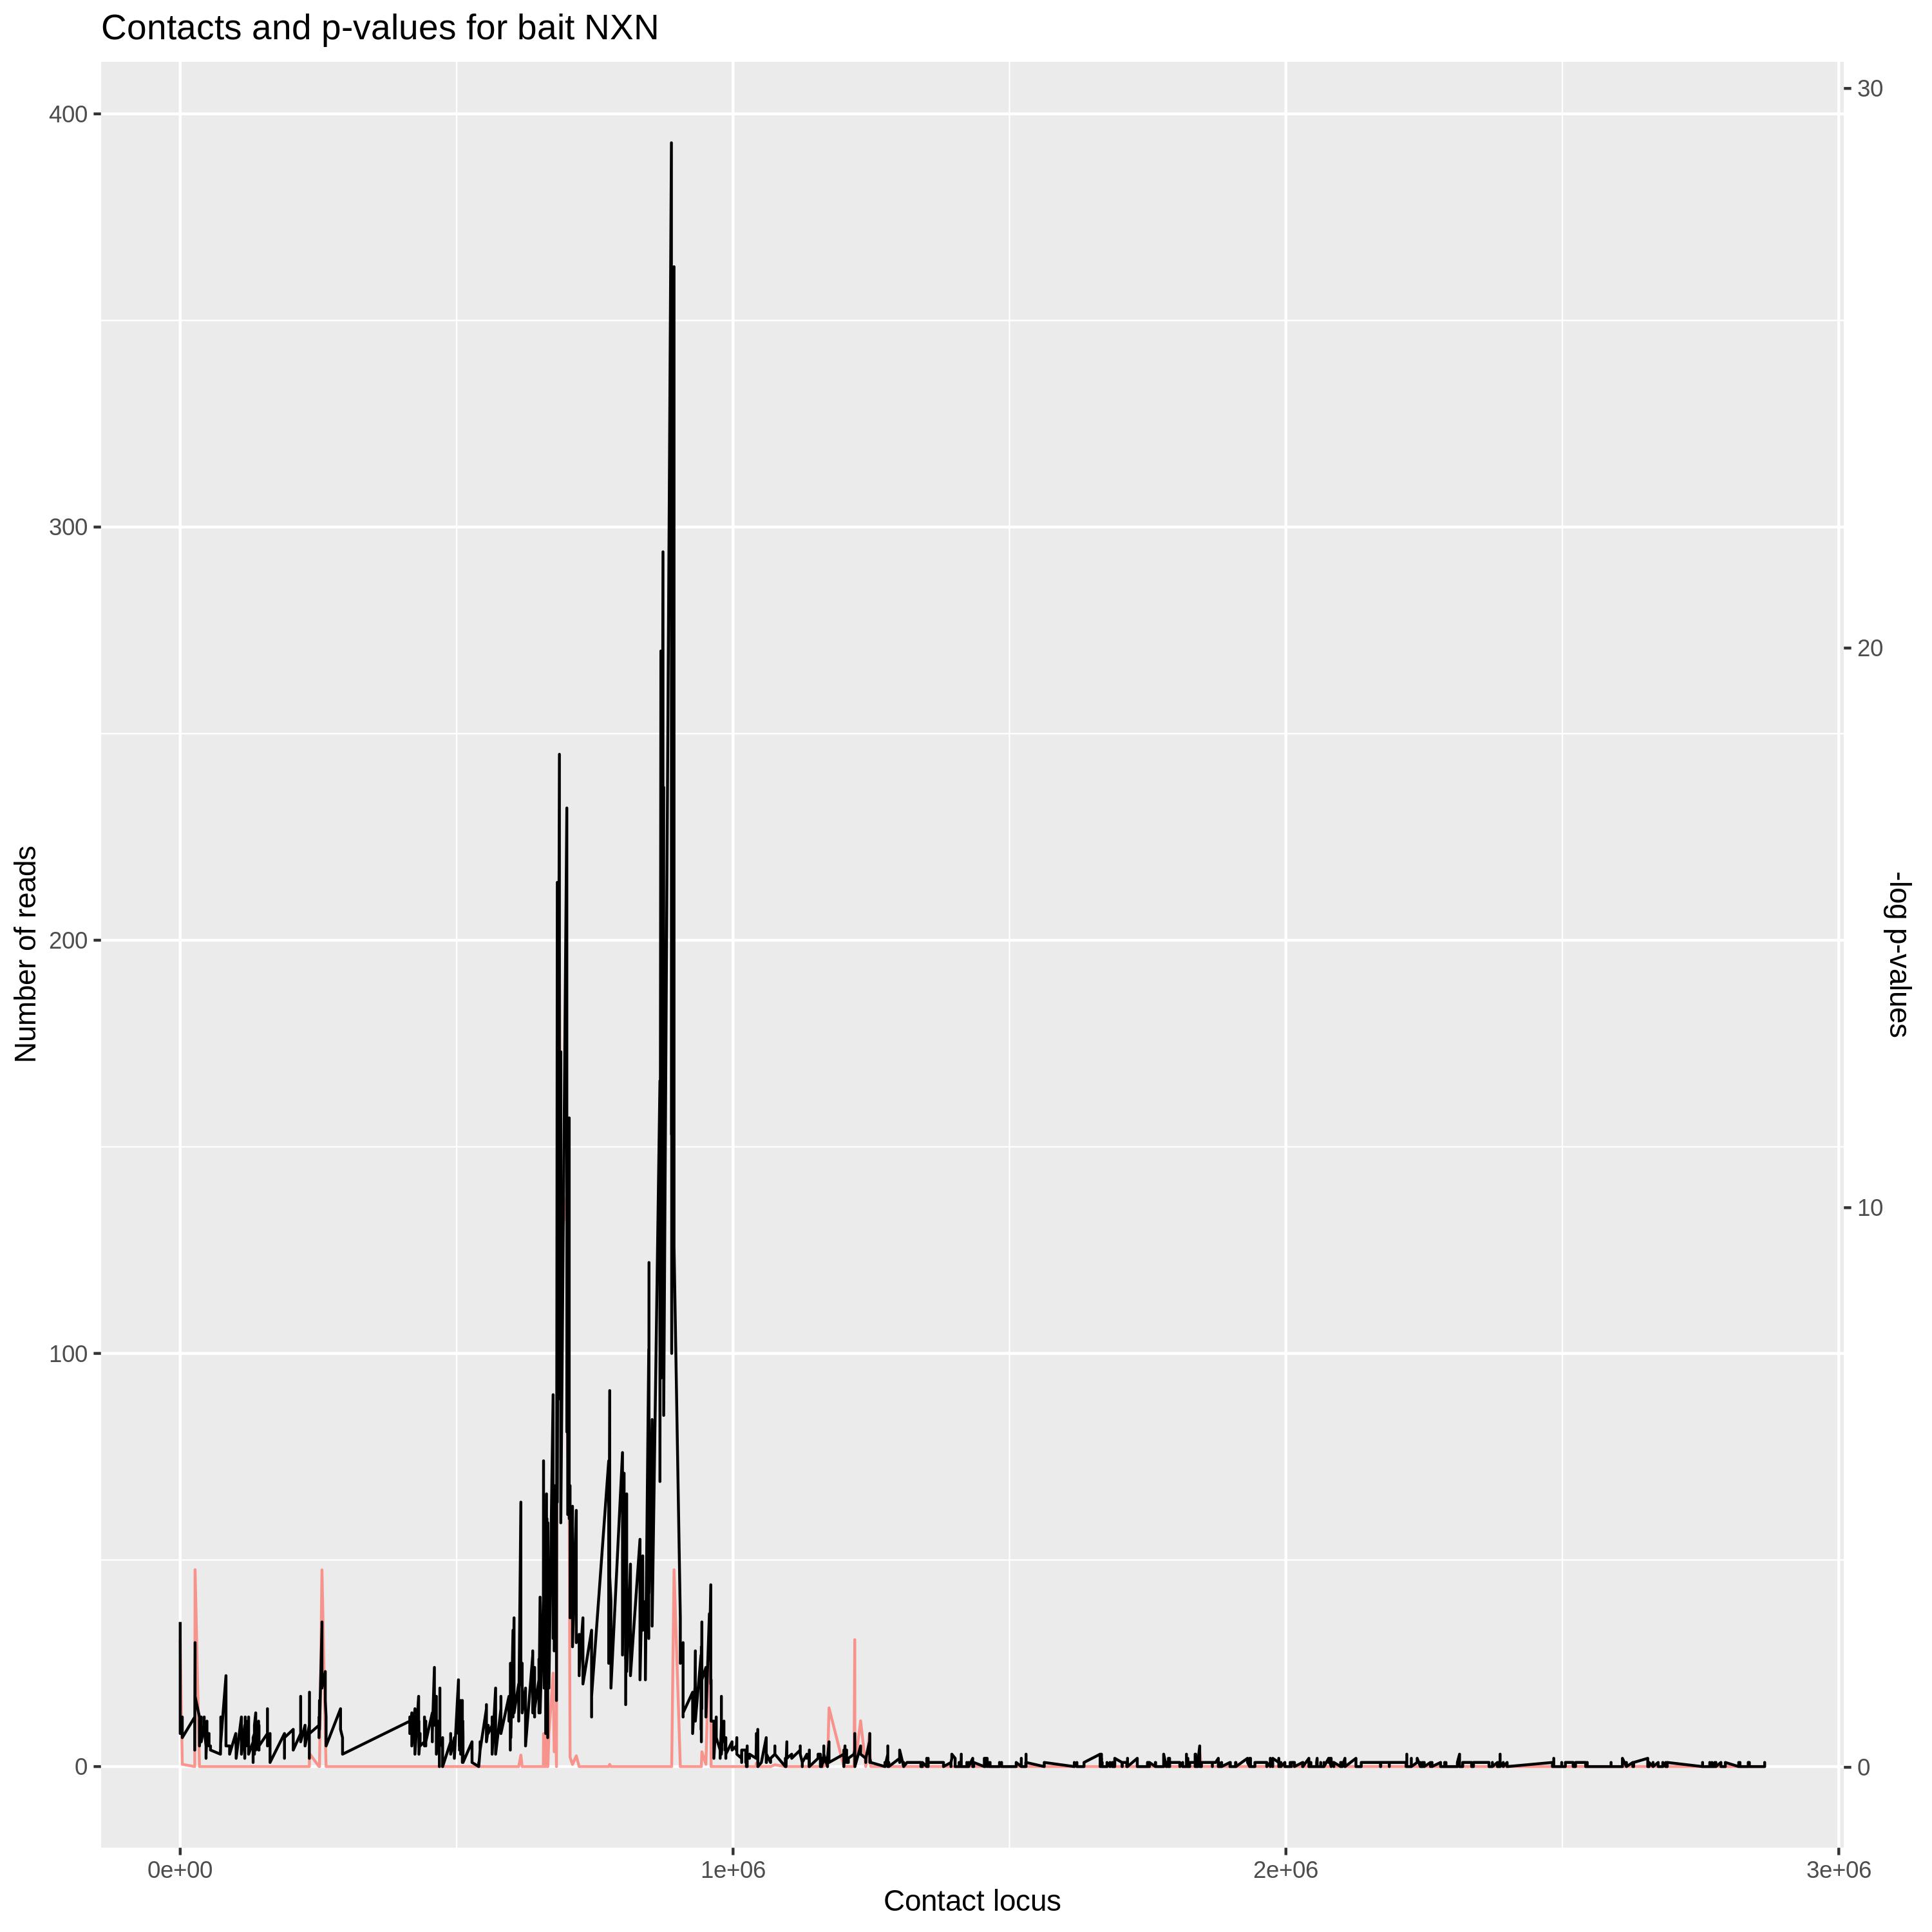 Contacts and p-values for bait NXN
400
300
200
100
0
Number of reads
30
20
10
0
-log p-values
0e+00
1e+06
2e+06
3e+06
Contact locus